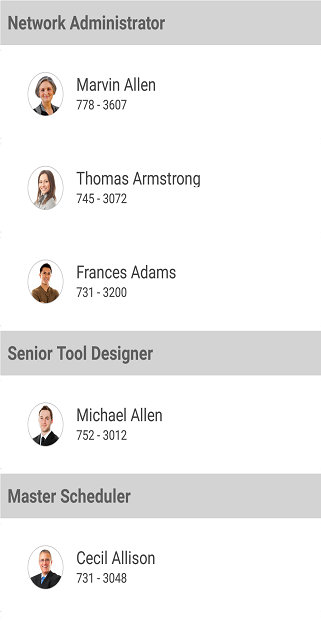 Network Administrator
Marvin Allen
778 - 3607
Thomas Armstrong
745 - 3072
Frances Adams
731 - 3200
Senior Tool Designer
Michael Allen
752 - 3012
Master Scheduler
Cecil Allison
731 - 3048